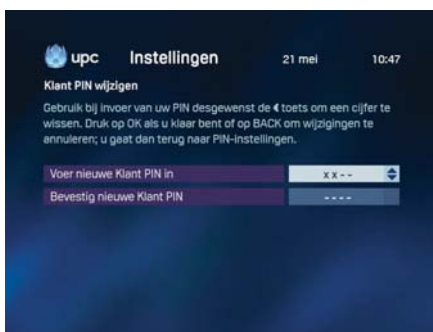 upc Instellingen 21 mei 10:47
Klant PIN wijzigen
Gebruik bij invoer van uw PIN desgewenst de ◀ toets om een cijfer te
wissen. Druk op OK als u klaar bent of op BACK om wijzigingen te
annuleren; u gaat dan terug naar PIN-instellingen.
Voer nieuwe Klant PIN in x x - -
Bevestig nieuwe Klant PIN - - - -